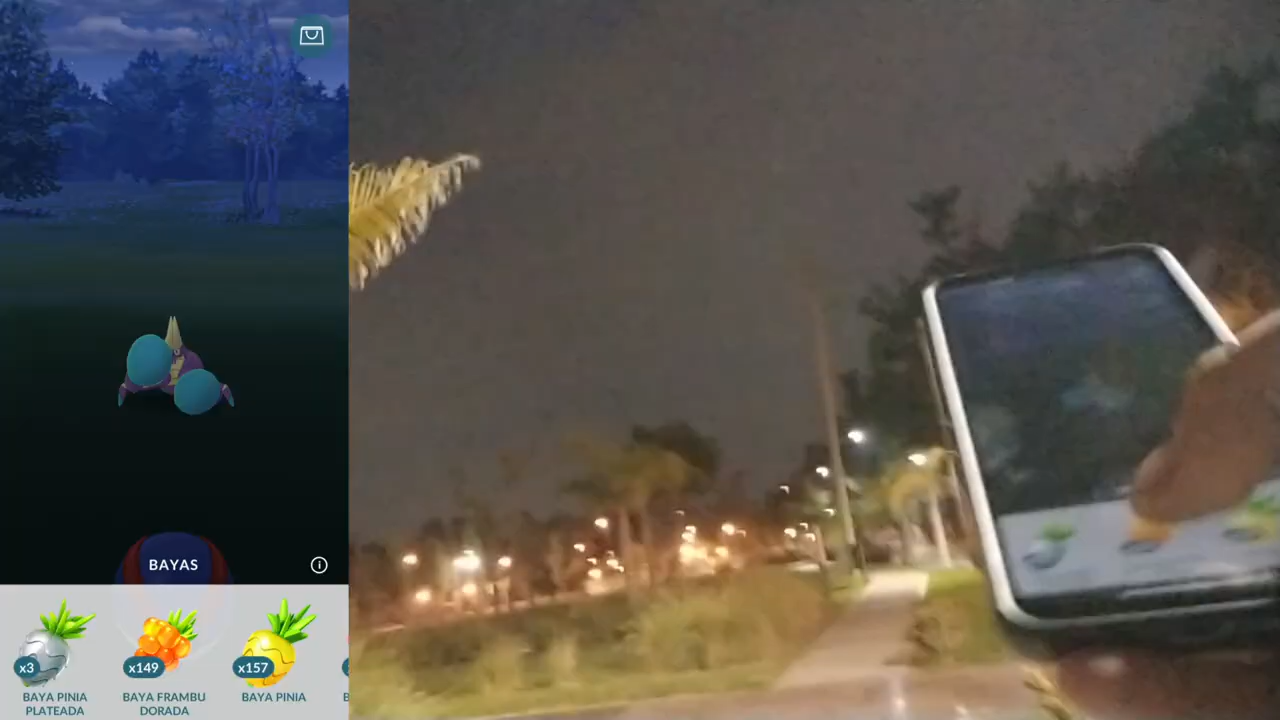 BAYAS
x3
x149
x157
BAYA PINIA
PLATEADA
BAYA FRAMBU
DORADA
BAYA PINIA